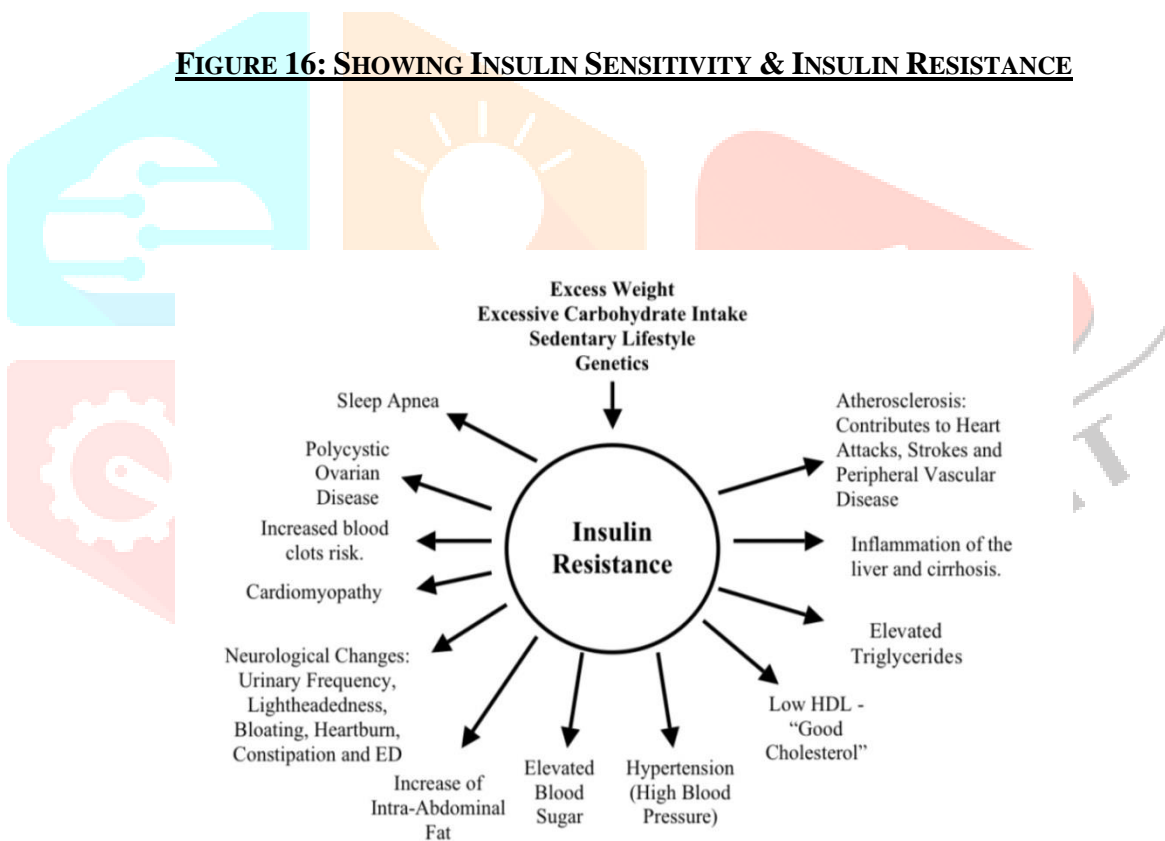 FIGURE 16: SHOWING INSULIN SENSITIVITY & INSULIN RESISTANCE
Excess Weight
Excessive Carbohydrate Intake
Sedentary Lifestyle
Genetics
Sleep Apnea
Polycystic
Ovarian
Disease
Increased blood
clots risk.
Cardiomyopathy
Neurological Changes:
Urinary Frequency,
Lightheadedness,
Bloating, Heartburn,
Constipation and ED
Increase of
Intra-Abdominal
Fat
Elevated
Blood
Sugar
Hypertension
(High Blood
Pressure)
Low HDL -
“Good
Cholesterol”
Elevated
Triglycerides
Inflammation of the
liver and cirrhosis.
Atherosclerosis:
Contributes to Heart
Attacks, Strokes and
Peripheral Vascular
Disease
Insulin
Resistance